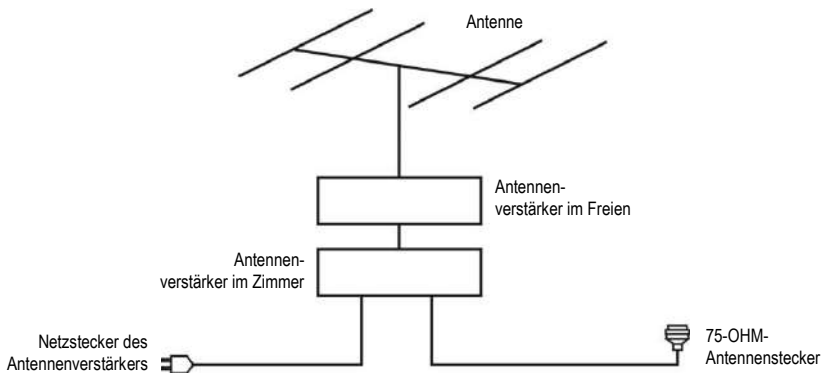 Antenne
Antennen-
verstärker im Freien
Antennen-
verstärker im Zimmer
Netzstecker des
Antennenverstärkers
75-OHM-
Antennenstecker